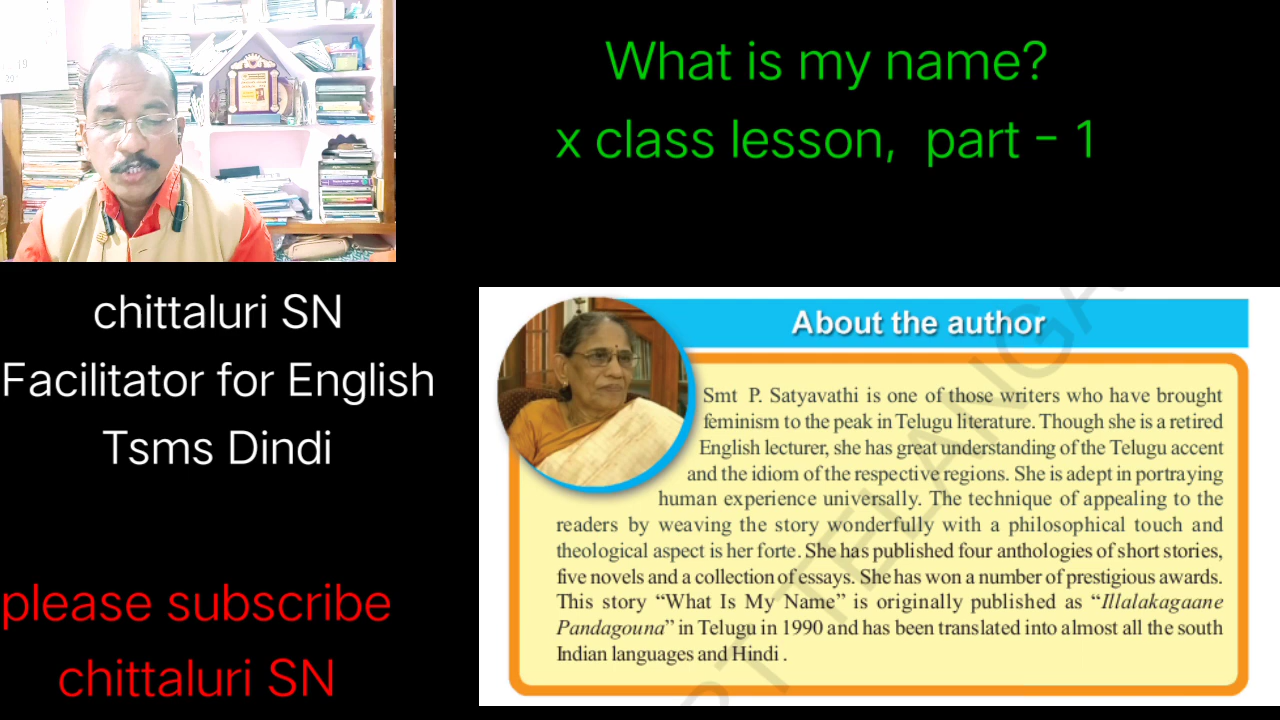 What is my name?
x class lesson, part - 1
19
chittaluri SN
Facilitator for English
Tsms Dindi
please subscribe
chittaluri SN
About the author
Smt P. Satyavathi is one of those writers who have brought
feminism to the peak in Telugu literature. Though she is a retired
English lecturer, she has great understanding of the Telugu accent
and the idiom of the respective regions. She is adept in portraying
human experience universally. The technique of appealing to the
readers by weaving the story wonderfully with a philosophical touch and
theological aspect is her forte. She has published four anthologies of short stories,
five novels and a collection of essays. She has won a number of prestigious awards.
This story “What Is My Name” is originally published as “Illalakagaane
Pandagouna” in Telugu in 1990 and has been translated into almost all the south
Indian languages and Hindi .